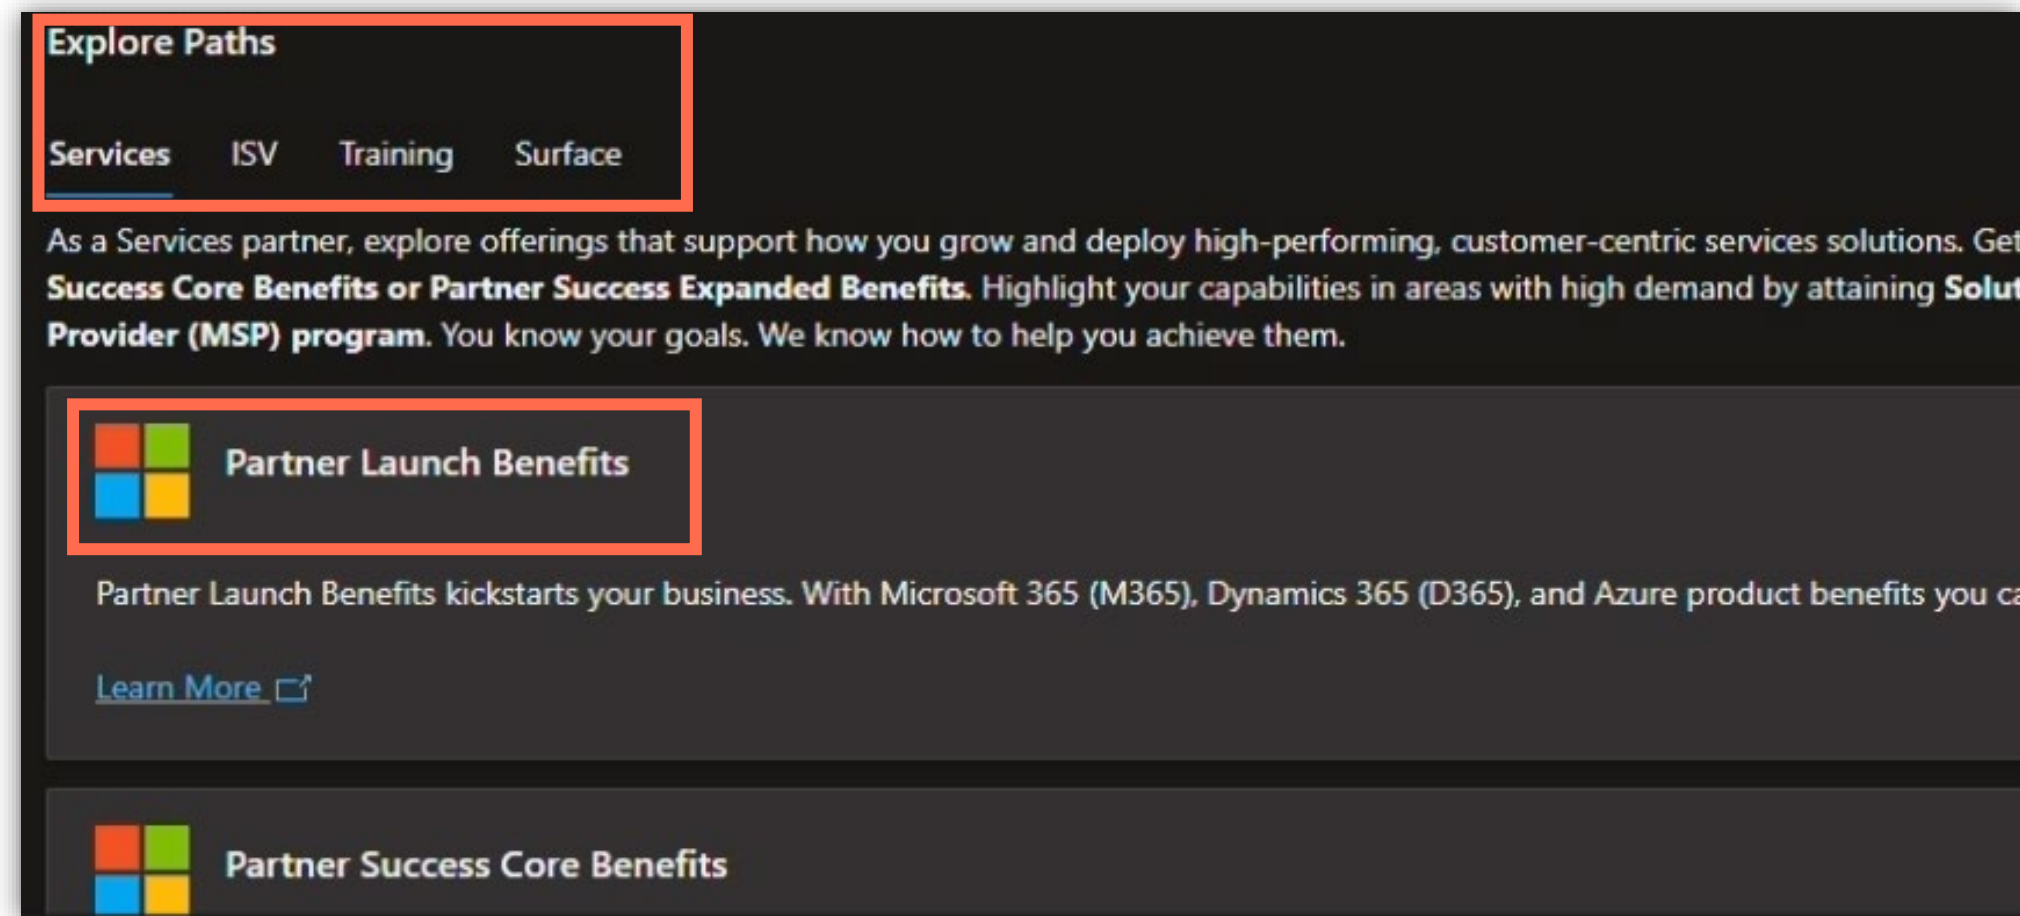 Explore Paths
Services ISV Training Surface
As a Services partner, explore offerings that support how you grow and deploy high-performing, customer-centric services solutions. Get
Success Core Benefits or Partner Success Expanded Benefits. Highlight your capabilities in areas with high demand by attaining Solut
Provider (MSP) program. You know your goals. We know how to help you achieve them.
Partner Launch Benefits
Partner Launch Benefits kickstarts your business. With Microsoft 365 (M365), Dynamics 365 (D365), and Azure product benefits you ca
Learn More
Partner Success Core Benefits